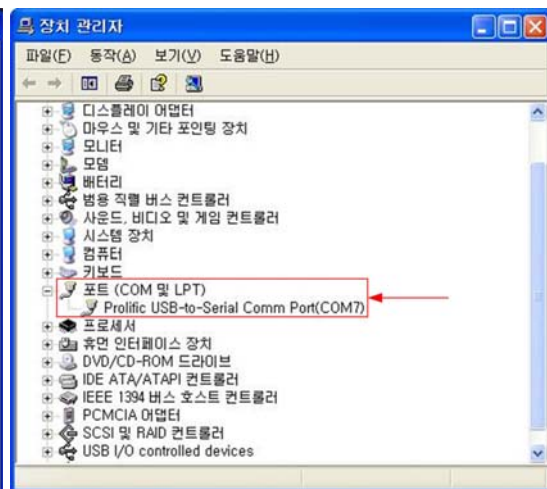 장치 관리자
파일(F) 동작(A) 보기(V) 도움말(H)
디스플레이 어댑터
마우스 및 기타 포인팅 장치
모니터
모뎀
배터리
범용 직렬 버스 컨트롤러
사운드, 비디오 및 게임 컨트롤러
시스템 장치
컴퓨터
키보드
포트 (COM 및 LPT)
Prolific USB-to-Serial Comm Port(COM7)
프로세서
휴먼 인터페이스 장치
DVD/CD-ROM 드라이브
IDE ATA/ATAPI 컨트롤러
IEEE 1394 버스 호스트 컨트롤러
PCMCIA 어댑터
SCSI 및 RAID 컨트롤러
USB I/O controlled devices